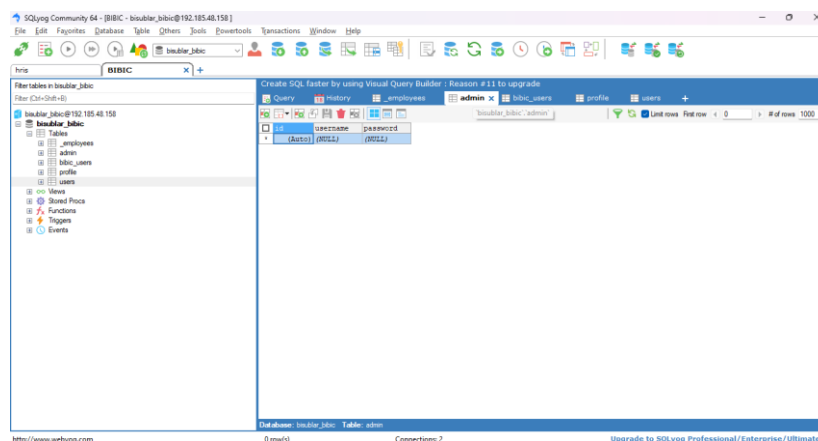 SQLyog Community 64 - [BIBIC - bisublar_bibic@192.185.48.158 ]
File Edit Favorites Database Table Others Tools Powertools Transactions Window Help
bisublar_bibic
hris BIBIC x +
Filter tables in bisublar_bibic
Filter (Ctrl+Shift+B)
bisublar_bibic@192.185.48.158
bisublar_bibic
Tables
_employees
admin
bibic_users
profile
users
Views
Stored Procs
Functions
Triggers
Events
Create SQL faster by using Visual Query Builder : Reason #11 to upgrade
Query History _employees admin x bibic_users profile users +
`bisublar_bibic`.`admin` Limit rows First row 0 # of rows 1000
id username password
(Auto) (NULL) (NULL)
Database: bisublar_bibic Table: admin
http://www.webyog.com 0 row(s) Connections: 2 Upgrade to SQLyog Professional/Enterprise/Ultimate